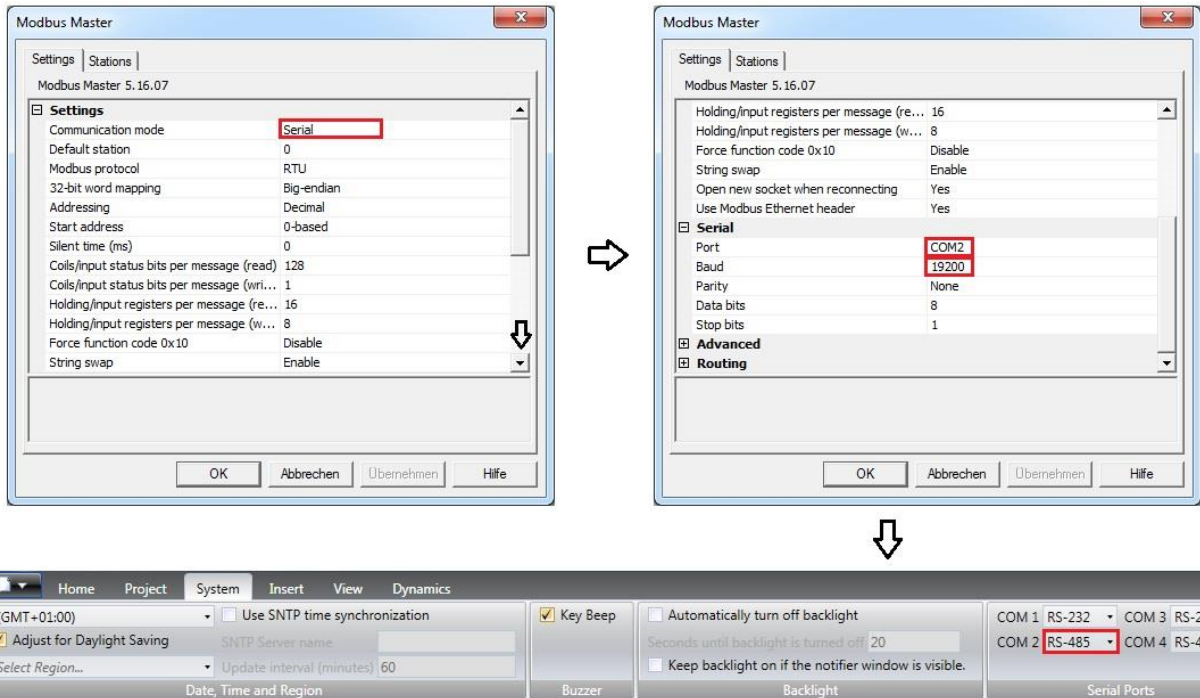 Modbus Master
Settings Stations
Modbus Master 5.16.07
Settings
Communication mode Serial
Default station 0
Modbus protocol RTU
32-bit word mapping Big-endian
Addressing Decimal
Start address 0-based
Silent time (ms) 0
Coils/input status bits per message (read) 128
Coils/input status bits per message (wri... 1
Holding/input registers per message (re... 16
Holding/input registers per message (w... 8
Force function code 0x10 Disable
String swap Enable
OK Abbrechen Übernehmen Hilfe
Modbus Master
Settings Stations
Modbus Master 5.16.07
Holding/input registers per message (re... 16
Holding/input registers per message (w... 8
Force function code 0x10 Disable
String swap Enable
Open new socket when reconnecting Yes
Use Modbus Ethernet header Yes
Serial
Port COM2
Baud 19200
Parity None
Data bits 8
Stop bits 1
Advanced
Routing
OK Abbrechen Übernehmen Hilfe
Home Project System Insert View Dynamics
(GMT+01:00) Use SNTP time synchronization
Adjust for Daylight Saving SNTP Server name
Select Region... Update interval (minutes) 60
Date, Time and Region
Key Beep
Buzzer
Automatically turn off backlight
Seconds until backlight is turned off 20
Keep backlight on if the notifier window is visible.
Backlight
COM 1 RS-232 COM 3 RS-2
COM 2 RS-485 COM 4 RS-4
Serial Ports